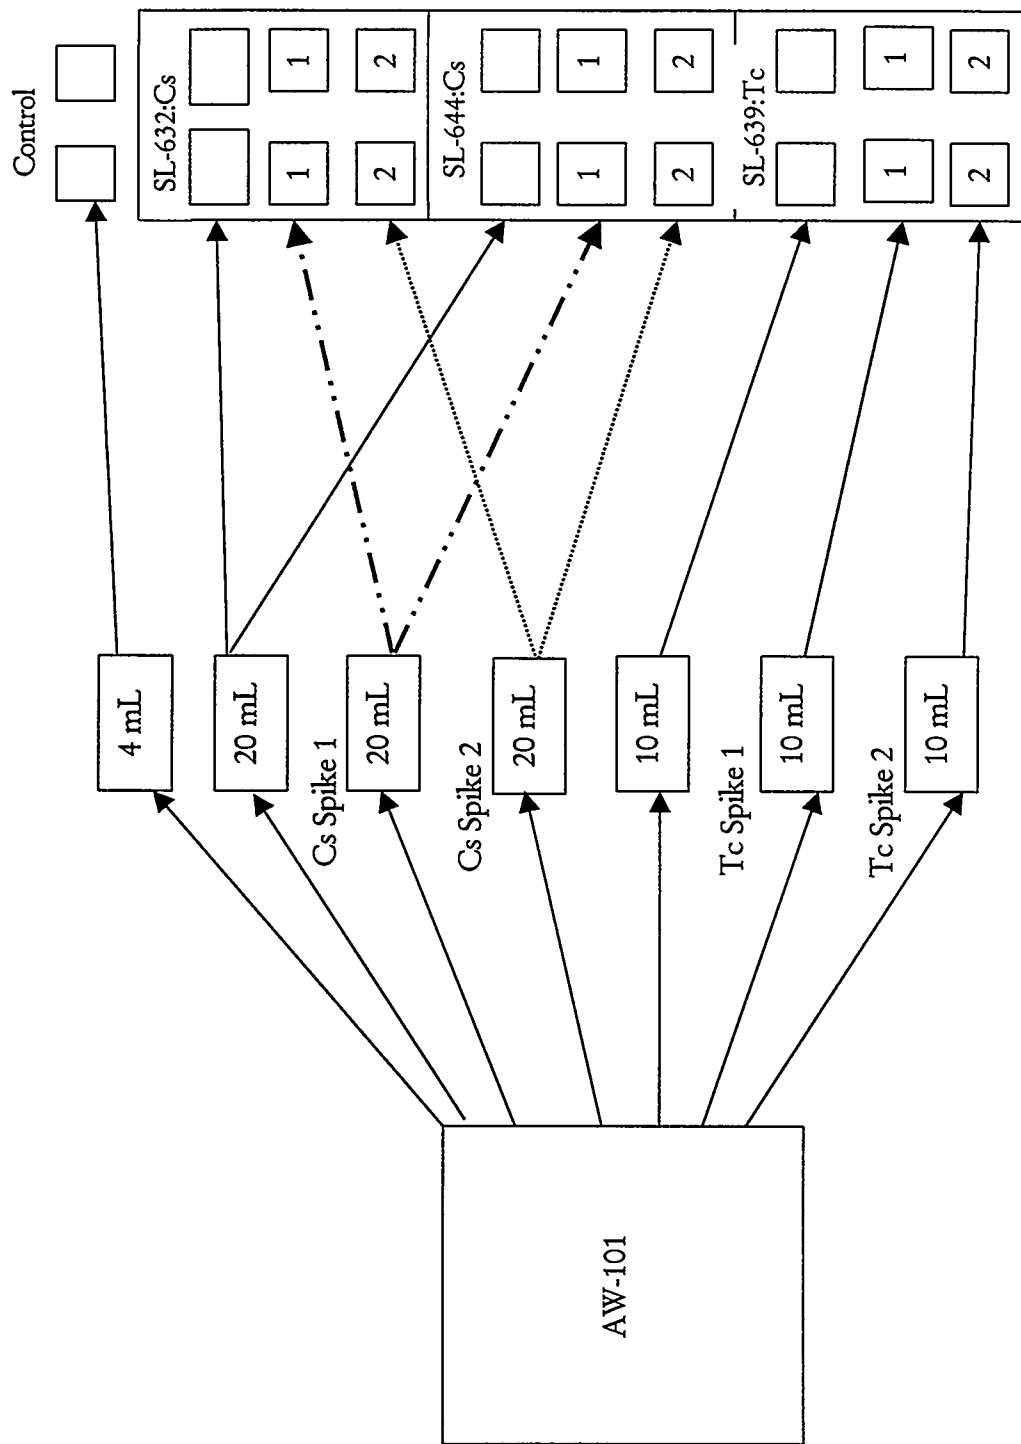 Control
SL-632:Cs
1
1
2
2
SL-644:Cs
1
1
2
2
SL-639:Tc
1
1
2
2
4 mL
20 mL
Cs Spike 1
20 mL
Cs Spike 2
20 mL
10 mL
Tc Spike 1
10 mL
Tc Spike 2
10 mL
AW-101